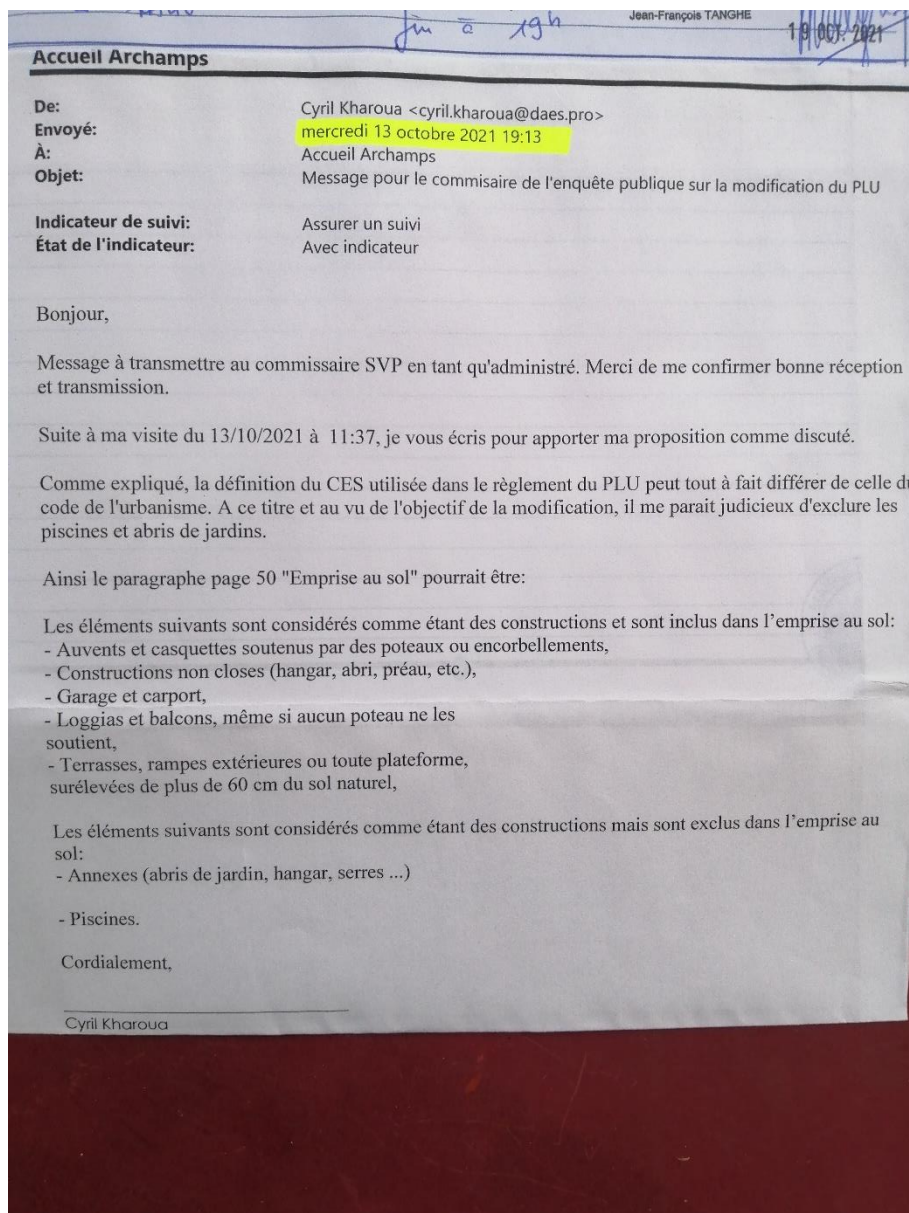 fin à 19h
Jean-François TANGHE
19 OCT. 2021
Accueil Archamps
De: Cyril Kharoua <cyril.kharoua@daes.pro>
Envoyé: mercredi 13 octobre 2021 19:13
À: Accueil Archamps
Objet: Message pour le commisaire de l'enquête publique sur la modification du PLU
Indicateur de suivi: Assurer un suivi
État de l'indicateur: Avec indicateur
Bonjour,
Message à transmettre au commissaire SVP en tant qu'administré. Merci de me confirmer bonne réception
et transmission.
Suite à ma visite du 13/10/2021 à 11:37, je vous écris pour apporter ma proposition comme discuté.
Comme expliqué, la définition du CES utilisée dans le règlement du PLU peut tout à fait différer de celle du
code de l'urbanisme. A ce titre et au vu de l'objectif de la modification, il me parait judicieux d'exclure les
piscines et abris de jardins.
Ainsi le paragraphe page 50 "Emprise au sol" pourrait être:
Les éléments suivants sont considérés comme étant des constructions et sont inclus dans l'emprise au sol:
- Auvents et casquettes soutenus par des poteaux ou encorbellements,
- Constructions non closes (hangar, abri, préau, etc.),
- Garage et carport,
- Loggias et balcons, même si aucun poteau ne les
soutient,
- Terrasses, rampes extérieures ou toute plateforme,
surélevées de plus de 60 cm du sol naturel,
Les éléments suivants sont considérés comme étant des constructions mais sont exclus dans l'emprise au
sol:
- Annexes (abris de jardin, hangar, serres ...)
- Piscines.
Cordialement,
Cyril Kharoua